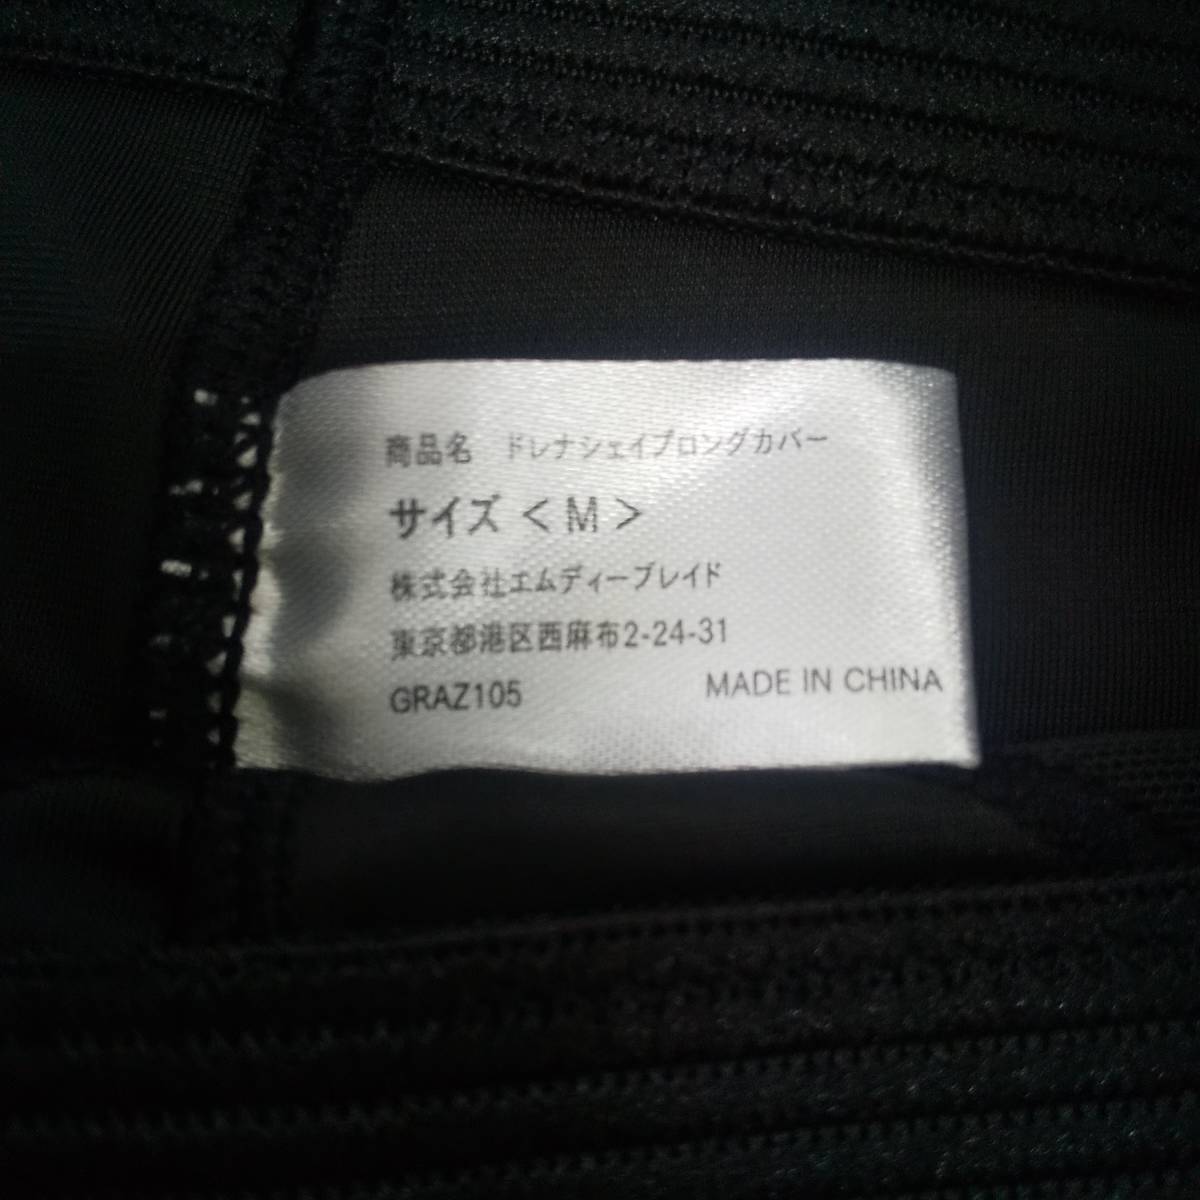 商品名 ドレナシェイプロングカバー
サイズ < M >
株式会社エムディーブレイド
東京都港区西麻布2-24-31
GRAZ105 MADE IN CHINA